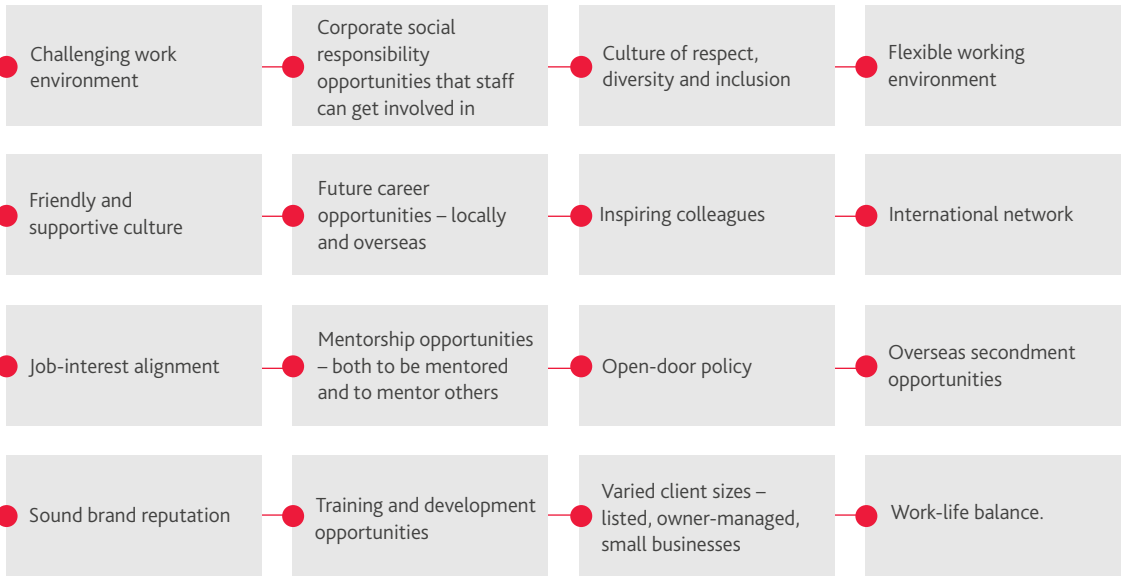 Challenging work
environment
Corporate social
responsibility
opportunities that staff
can get involved in
Culture of respect,
diversity and inclusion
Flexible working
environment
Friendly and
supportive culture
Future career
opportunities – locally
and overseas
Inspiring colleagues
International network
Job-interest alignment
Mentorship opportunities
– both to be mentored
and to mentor others
Open-door policy
Overseas secondment
opportunities
Sound brand reputation
Training and development
opportunities
Varied client sizes –
listed, owner-managed,
small businesses
Work-life balance.